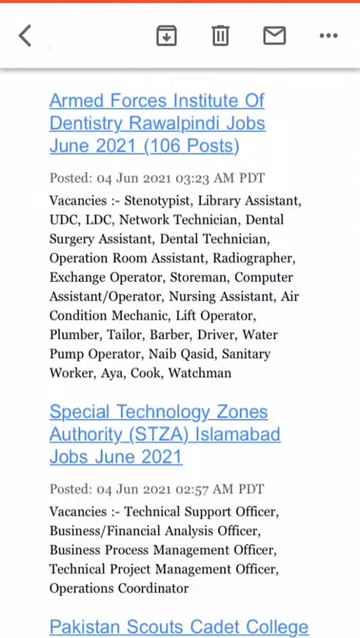 Armed Forces Institute Of
Dentistry Rawalpindi Jobs
June 2021 (106 Posts)
Posted: 04 Jun 2021 03:23 AM PDT
Vacancies :- Stenotypist, Library Assistant,
UDC, LDC, Network Technician, Dental
Surgery Assistant, Dental Technician,
Operation Room Assistant, Radiographer,
Exchange Operator, Storeman, Computer
Assistant/Operator, Nursing Assistant, Air
Condition Mechanic, Lift Operator,
Plumber, Tailor, Barber, Driver, Water
Pump Operator, Naib Qasid, Sanitary
Worker, Aya, Cook, Watchman
Special Technology Zones
Authority (STZA) Islamabad
Jobs June 2021
Posted: 04 Jun 2021 02:57 AM PDT
Vacancies :- Technical Support Officer,
Business/Financial Analysis Officer,
Business Process Management Officer,
Technical Project Management Officer,
Operations Coordinator
Pakistan Scouts Cadet College